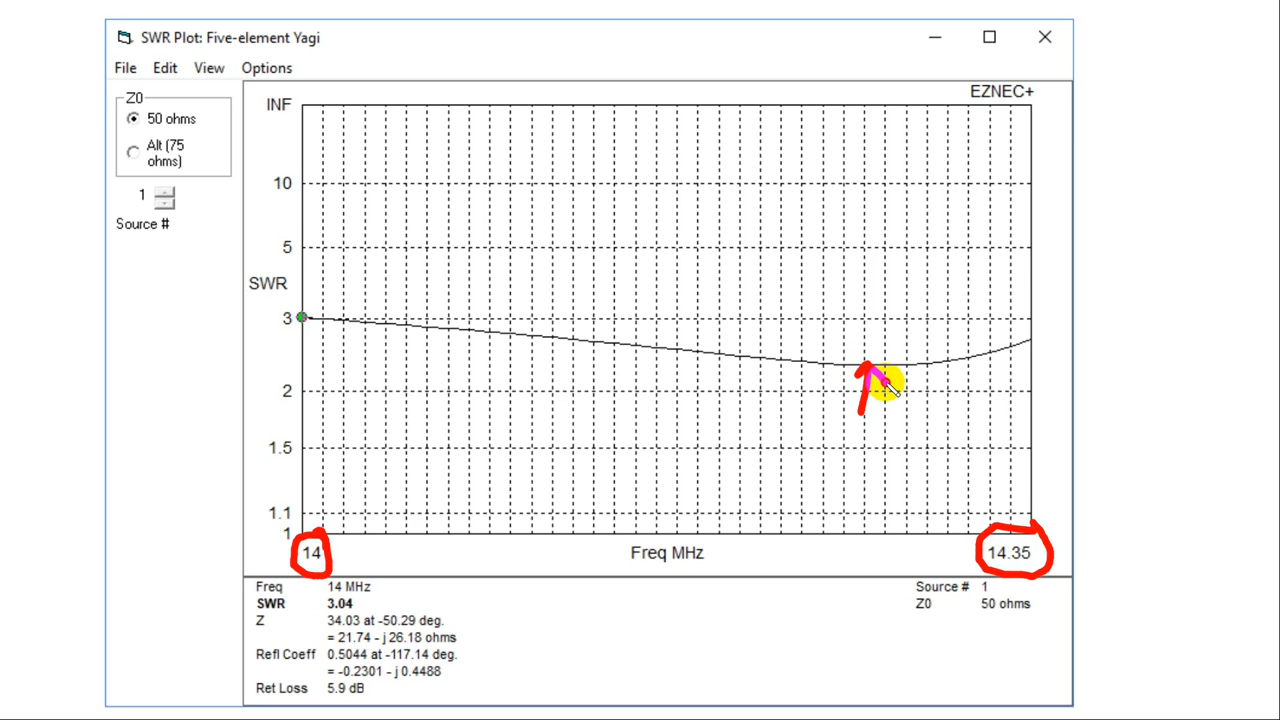 SWR Plot: Five-element Yagi
File Edit View Options
Z0
50 ohms
Alt (75
ohms)
1
Source #
EZNEC+
INF
10
5
SWR
3
2
1.5
1.1
1
14 Freq MHz 14.35
Freq 14 MHz Source # 1
SWR 3.04 Z0 50 ohms
Z 34.03 at -50.29 deg.
= 21.74 - j 26.18 ohms
Refl Coeff 0.5044 at -117.14 deg.
= -0.2301 - j 0.4488
Ret Loss 5.9 dB